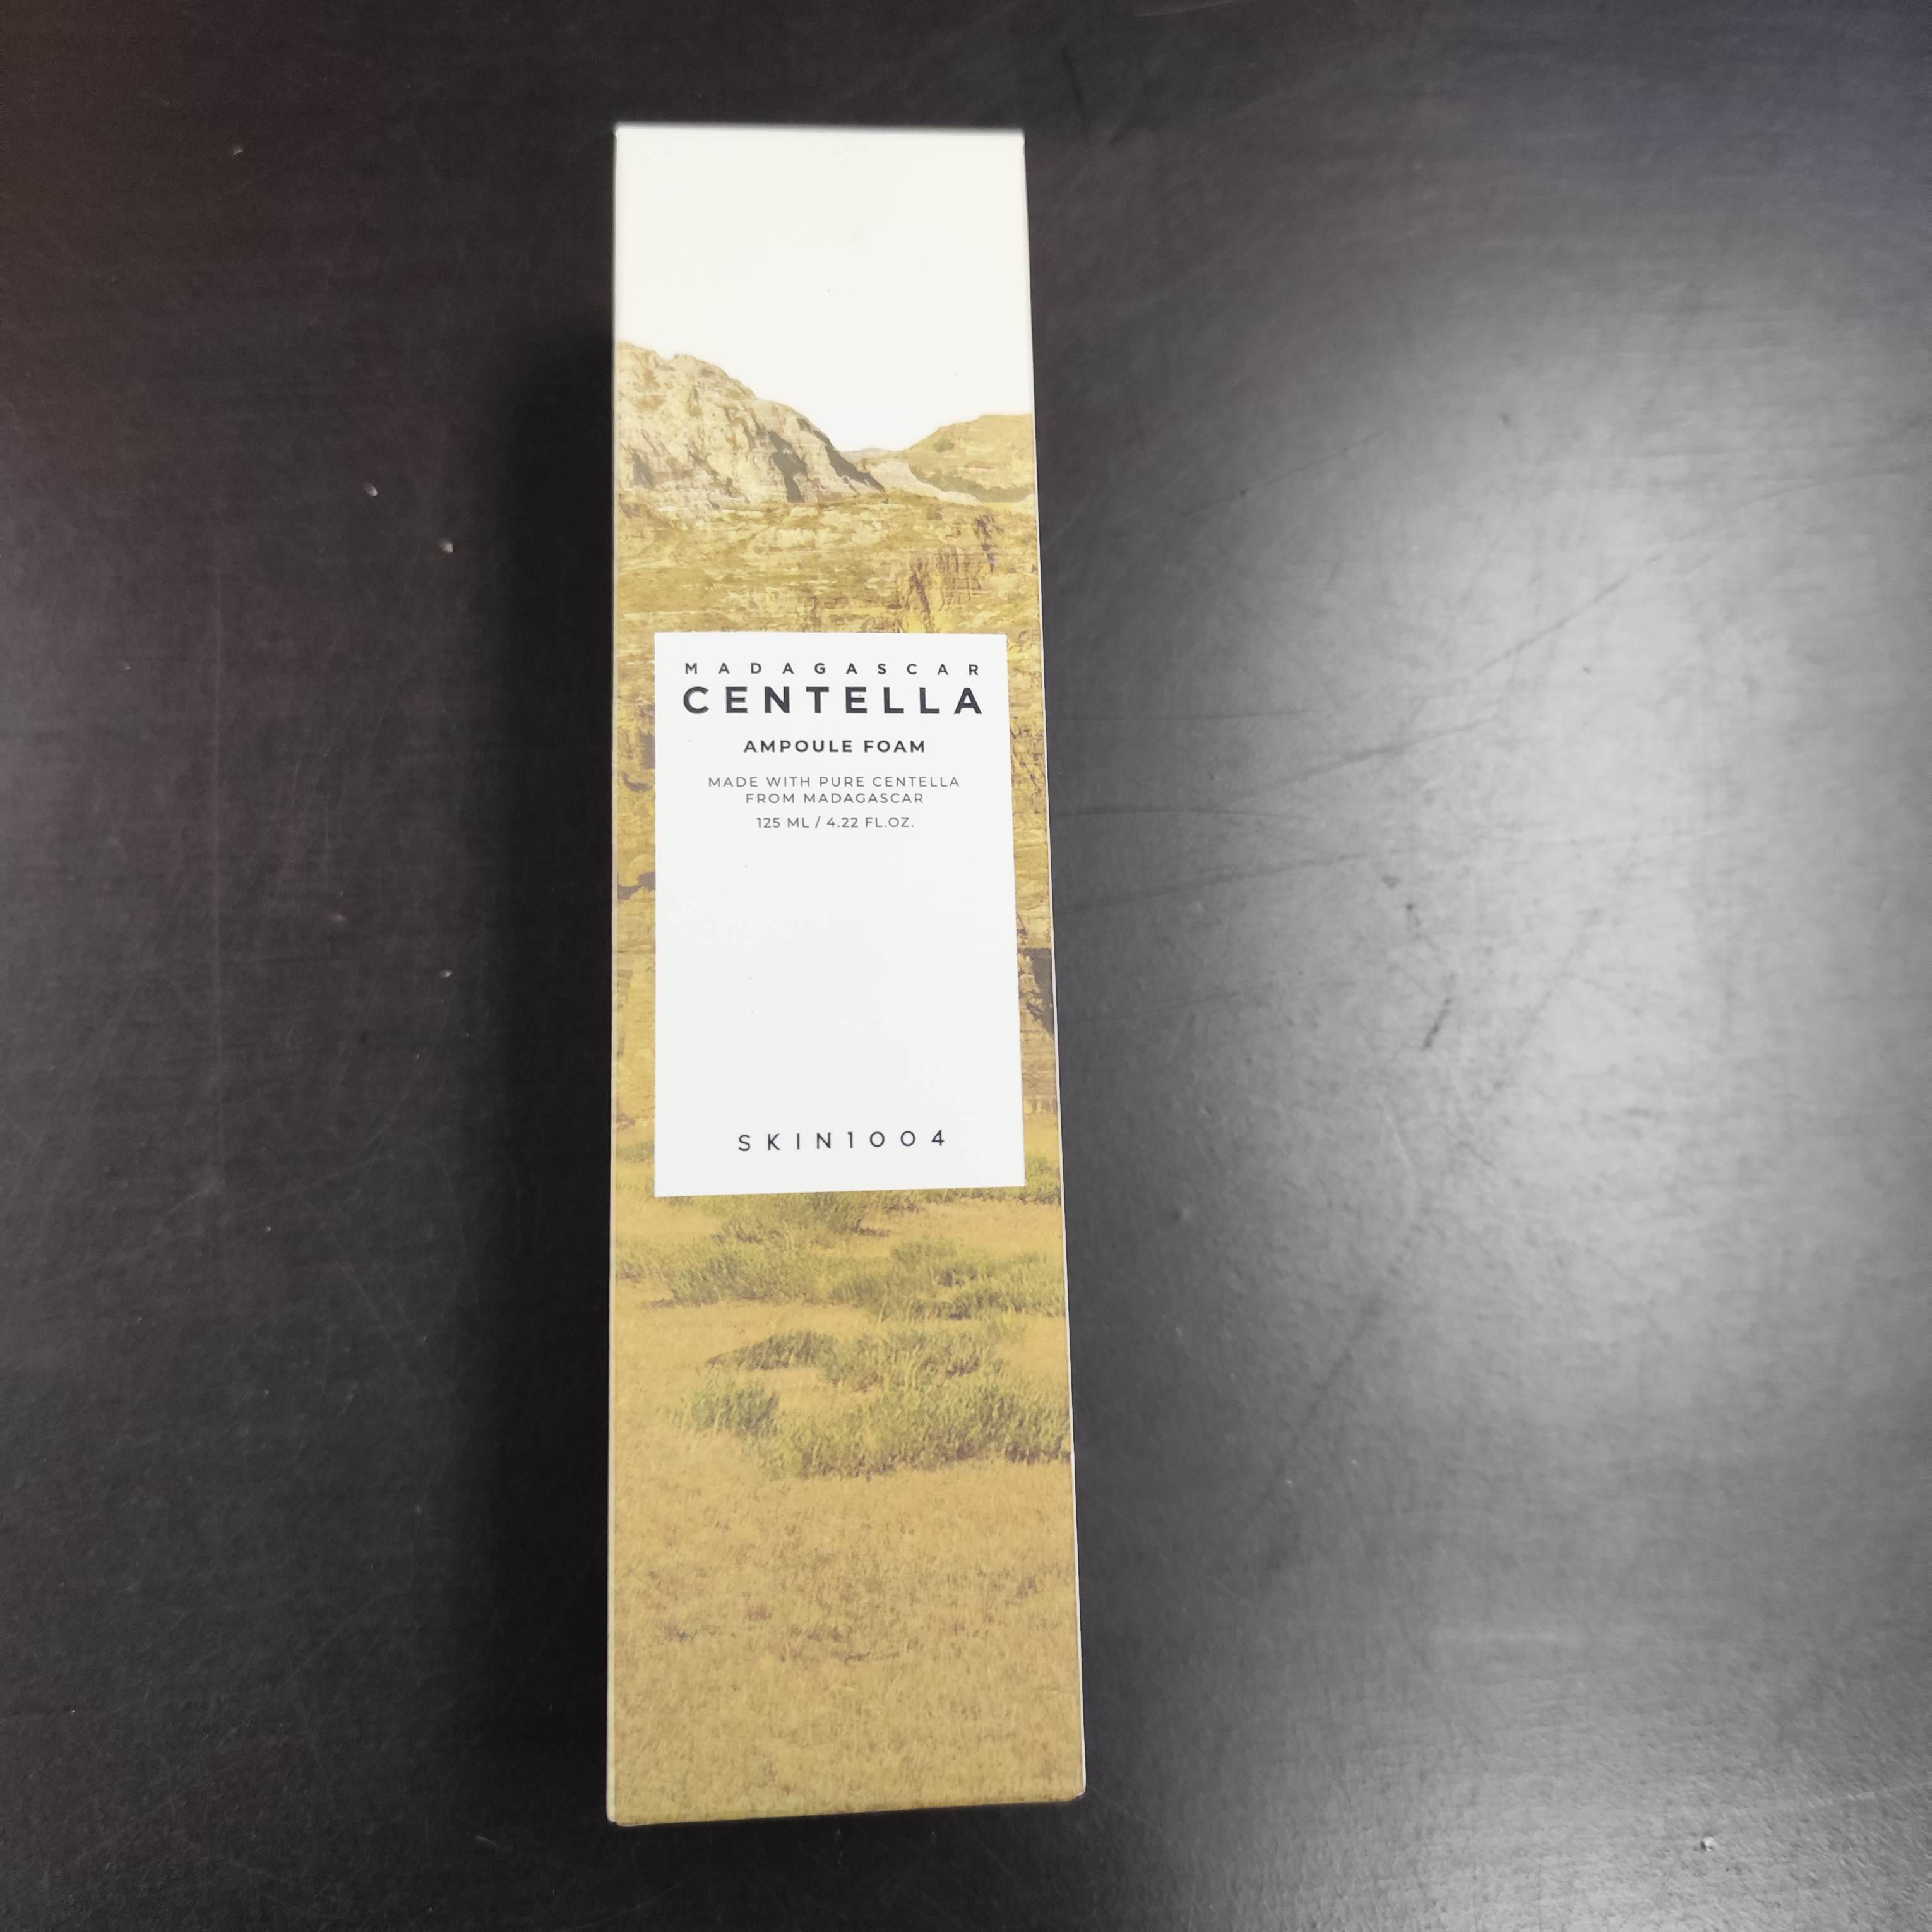 MADAGASCAR
CENTELLA
AMPOULE FOAM
MADE WITH PURE CENTELLA
FROM MADAGASCAR
125 ML / 4.22 FL.OZ.
SKIN1004